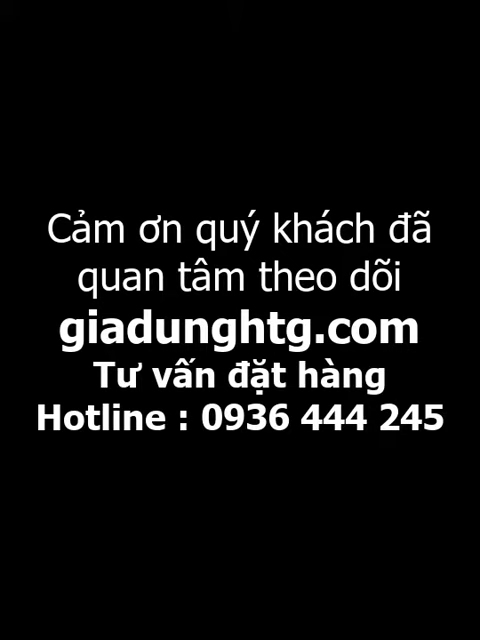 Cảm ơn quý khách đã
quan tâm theo dõi
giadunghtg.com
Tư vấn đặt hàng
Hotline : 0936 444 245